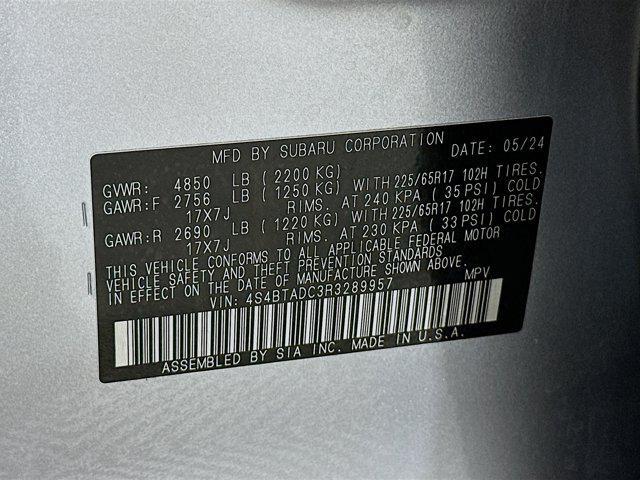 MFD BY SUBARU CORPORATION DATE: 05/24
GVWR: 4850 LB (2200 KG)
GAWR:F 2756 LB (1250 KG) WITH 225/65R17 102H TIRES.
17X7J RIMS. AT 240 KPA (35 PSI) COLD
GAWR:R 2690 LB (1220 KG) WITH 225/65R17 102H TIRES.
17X7J RIMS. AT 230 KPA (33 PSI) COLD
THIS VEHICLE CONFORMS TO ALL APPLICABLE FEDERAL MOTOR
VEHICLE SAFETY AND THEFT PREVENTION STANDARDS
IN EFFECT ON THE DATE OF MANUFACTURE SHOWN ABOVE.
VIN: 4S4BTADC3R3289957 MPV
ASSEMBLED BY SIA INC. MADE IN U.S.A.